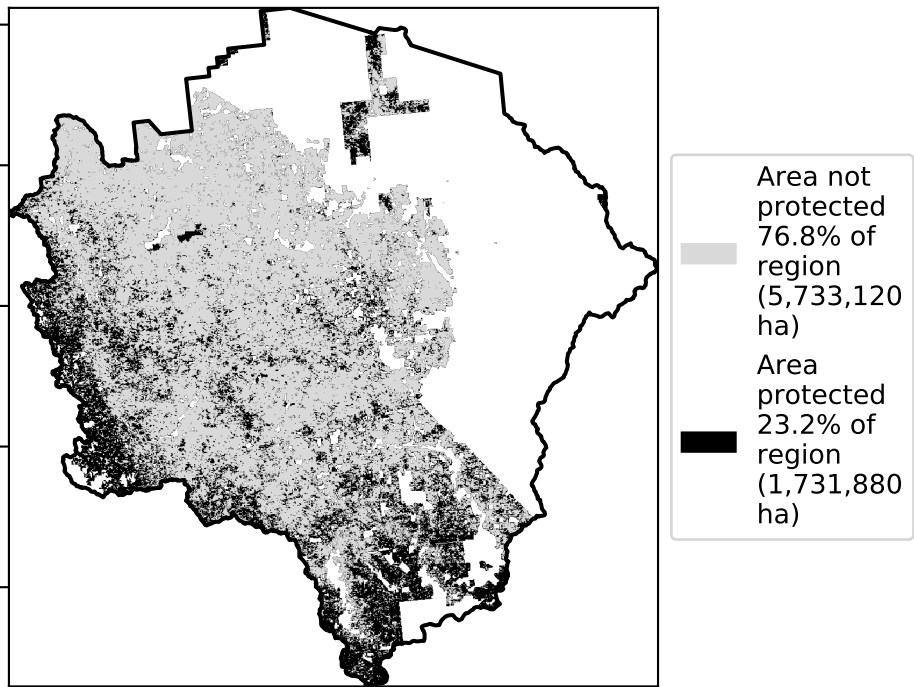 Area not
protected
76.8% of
region
(5,733,120
ha)
Area
protected
23.2% of
region
(1,731,880
ha)